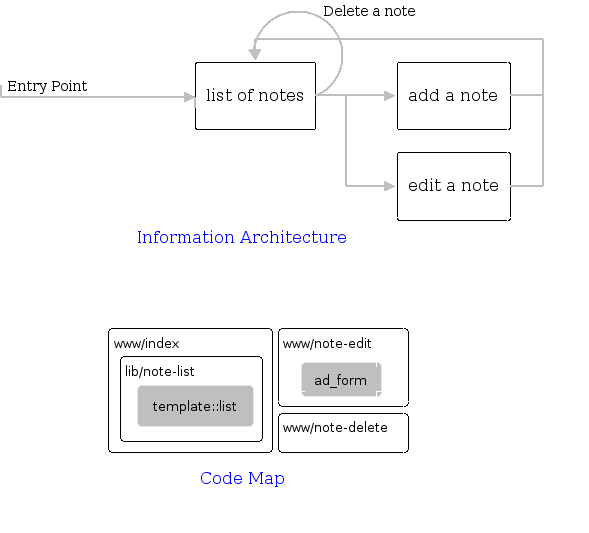 Delete a note
Entry Point
list of notes
add a note
edit a note
Information Architecture
www/index
www/note-edit
lib/note-list
ad_form
template::list
www/note-delete
Code Map